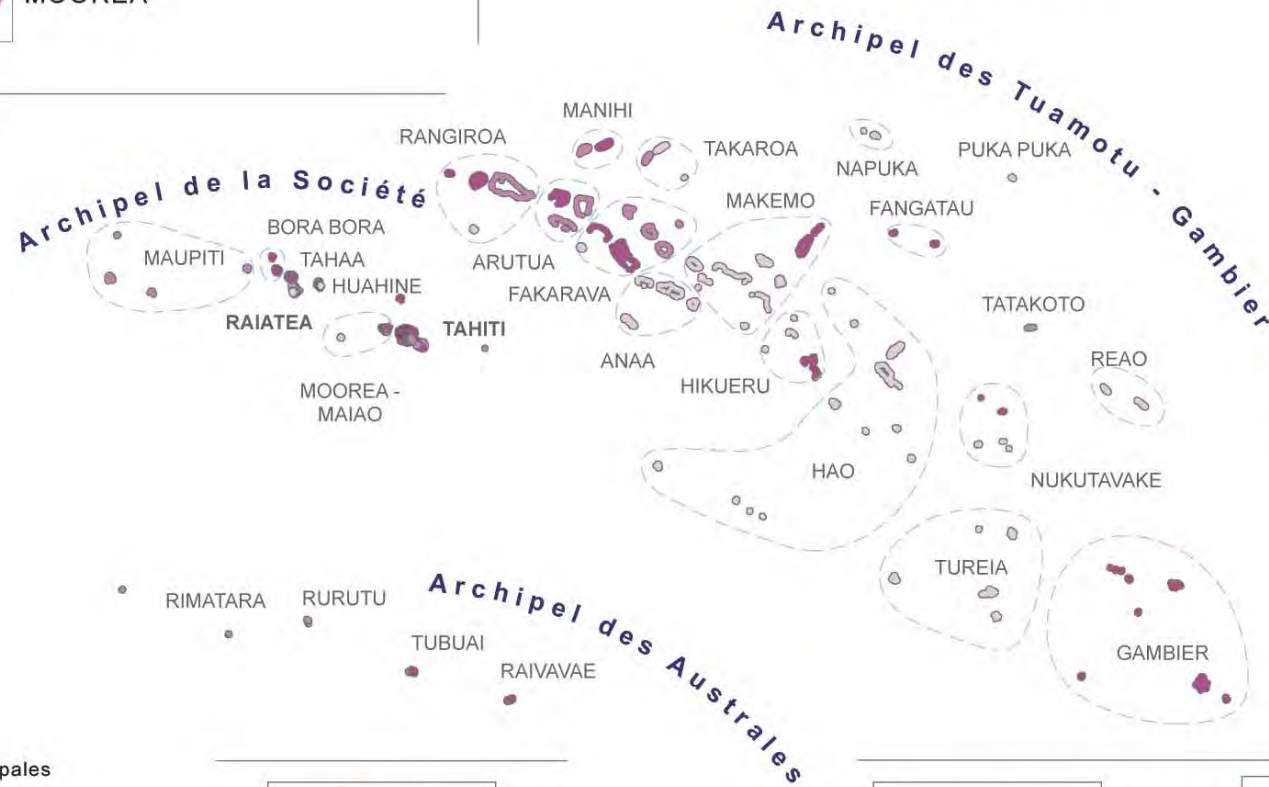 MOOREA
Archipel des Tuamotu - Gambier
MANIHI
RANGIROA
TAKAROA
NAPUKA
PUKA PUKA
Archipel de la Société
MAKEMO
FANGATAU
BORA BORA
MAUPITI
TAHAA
ARUTUA
HUAHINE
FAKARAVA
TATAKOTO
RAIATEA
TAHITI
REAO
ANAA
HIKUERU
MOOREA -
MAIAO
HAO
NUKUTAVAKE
TUREIA
Archipel des Australes
RIMATARA
RURUTU
TUBUAI
GAMBIER
RAIVAVAE
pales